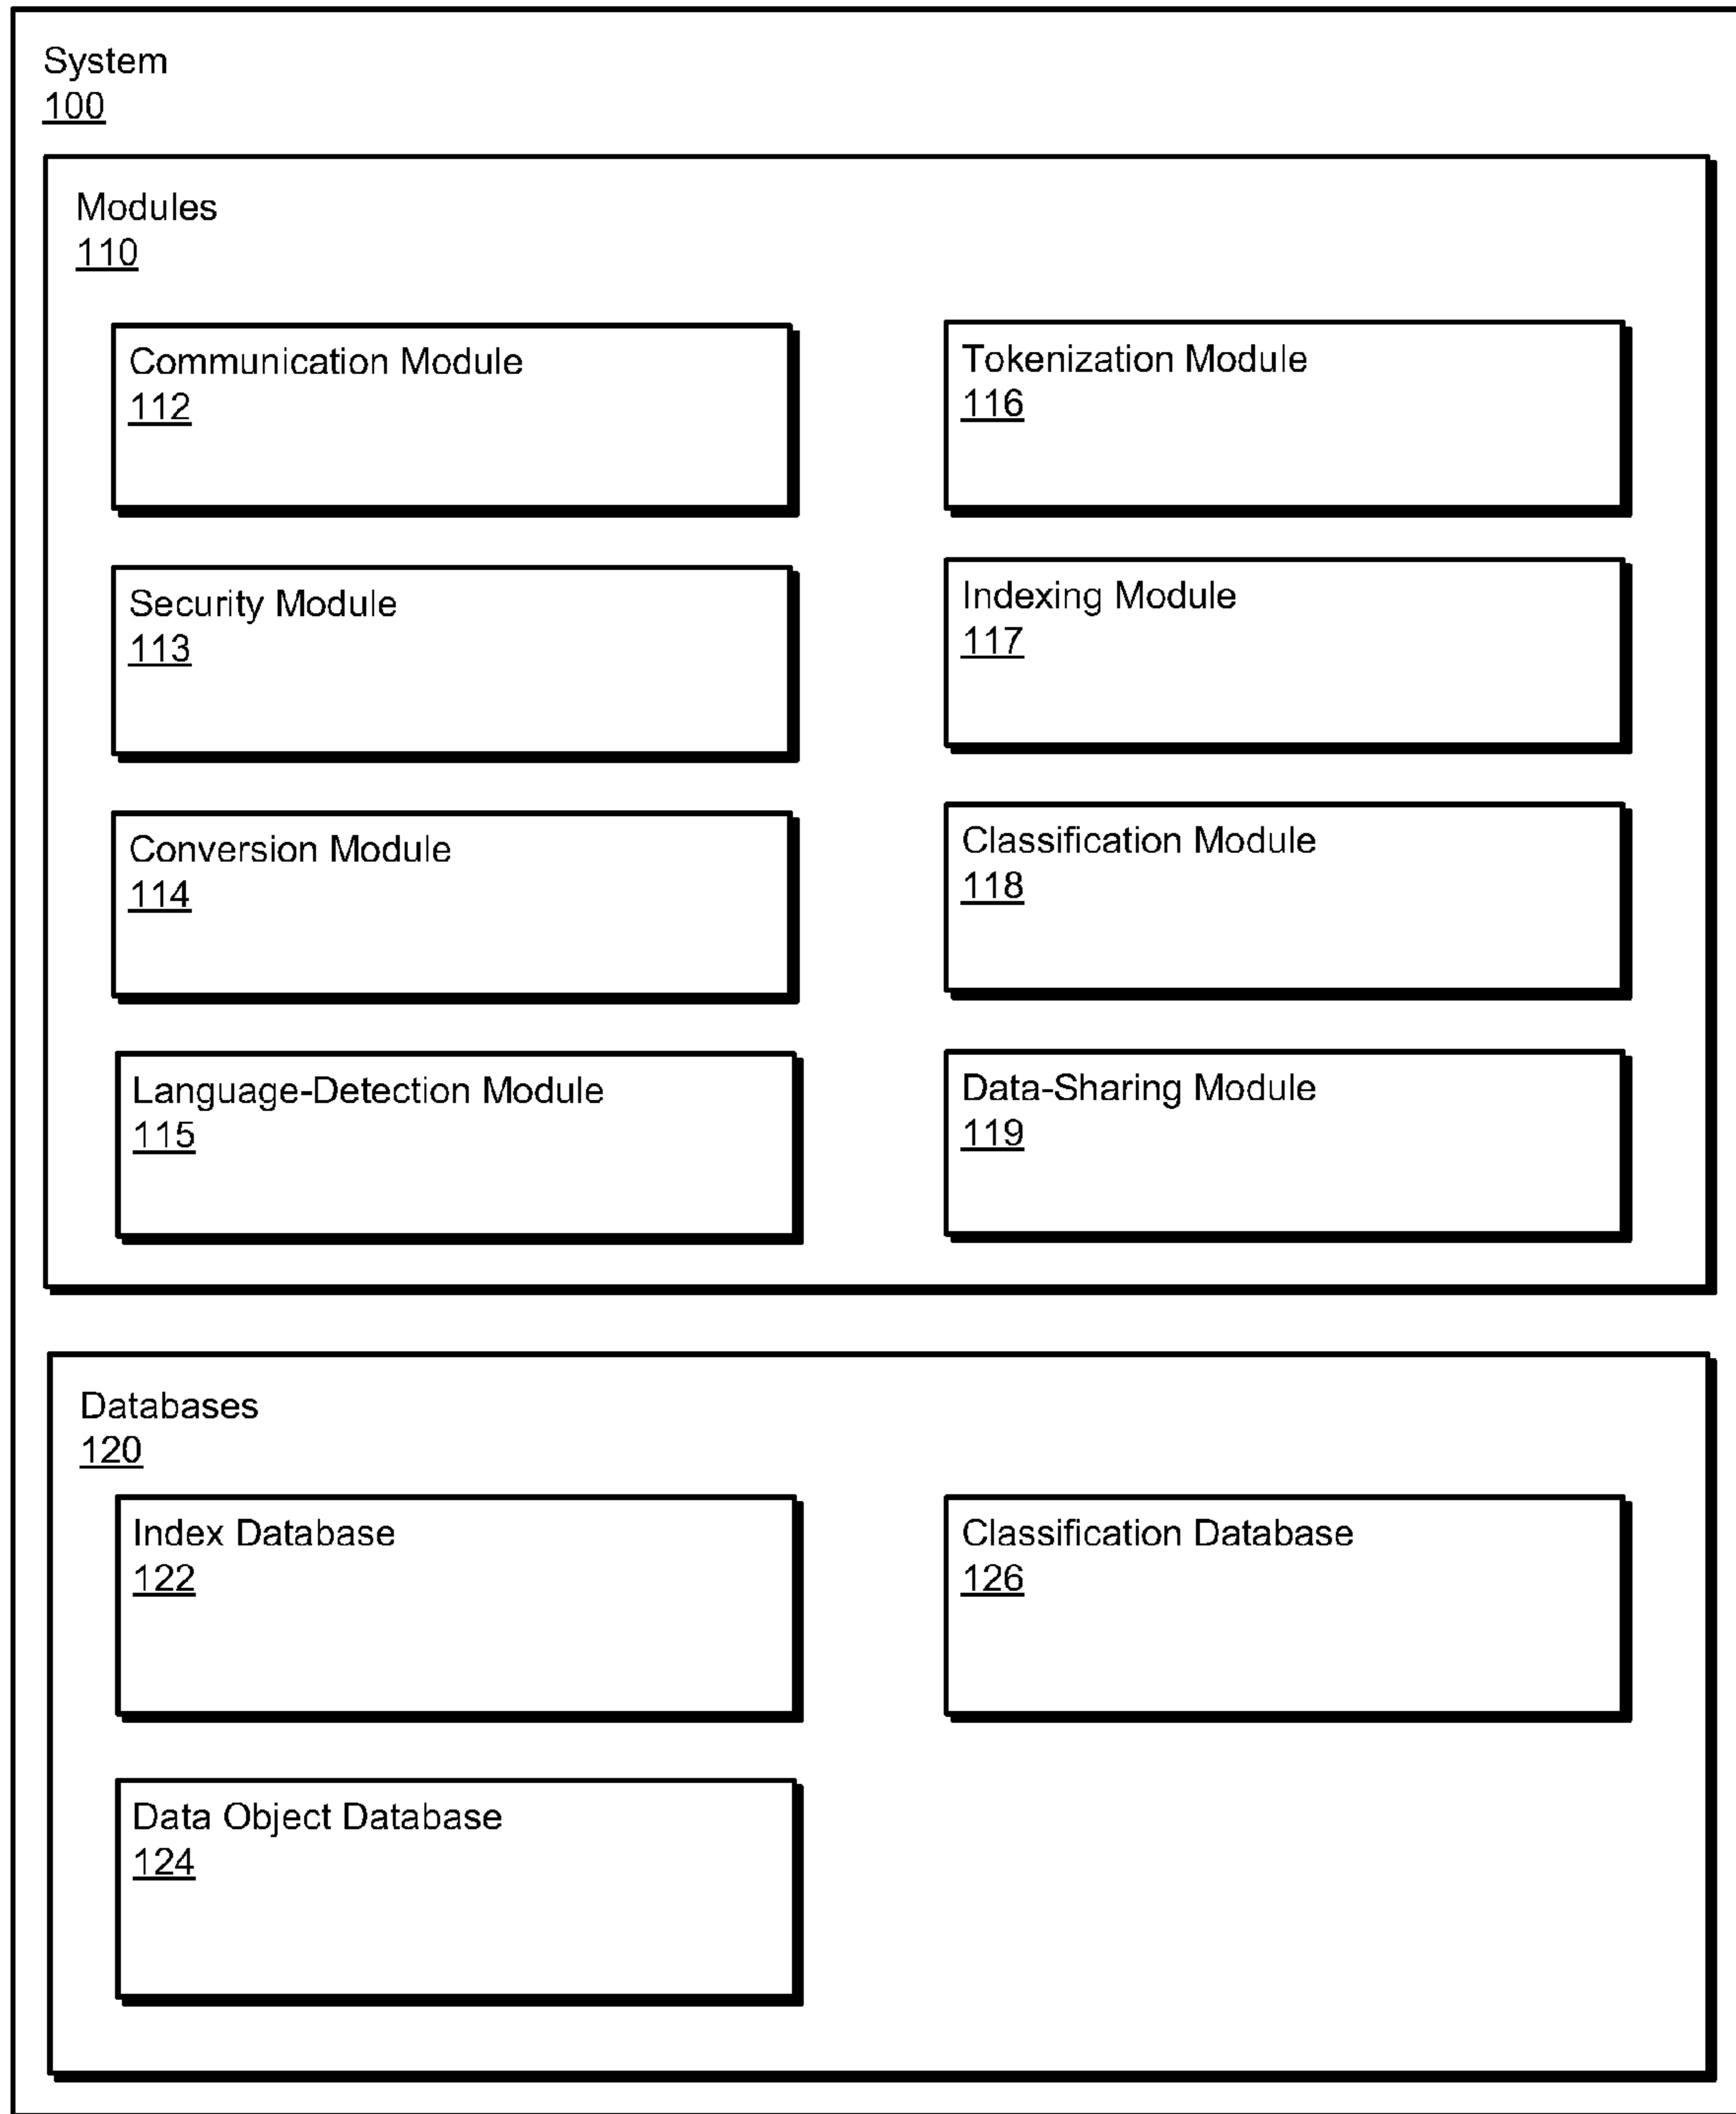 System
100
Modules
110
Communication Module
112
Tokenization Module
116
Security Module
113
Indexing Module
117
Conversion Module
114
Classification Module
118
Language-Detection Module
115
Data-Sharing Module
119
Databases
120
Index Database
122
Classification Database
126
Data Object Database
124